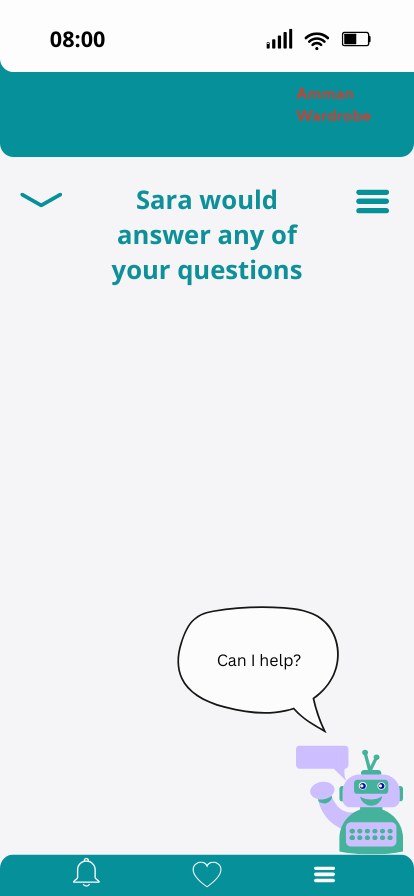 08:00
Amman
Wardrobe
Sara would
answer any of
your questions
Can I help?